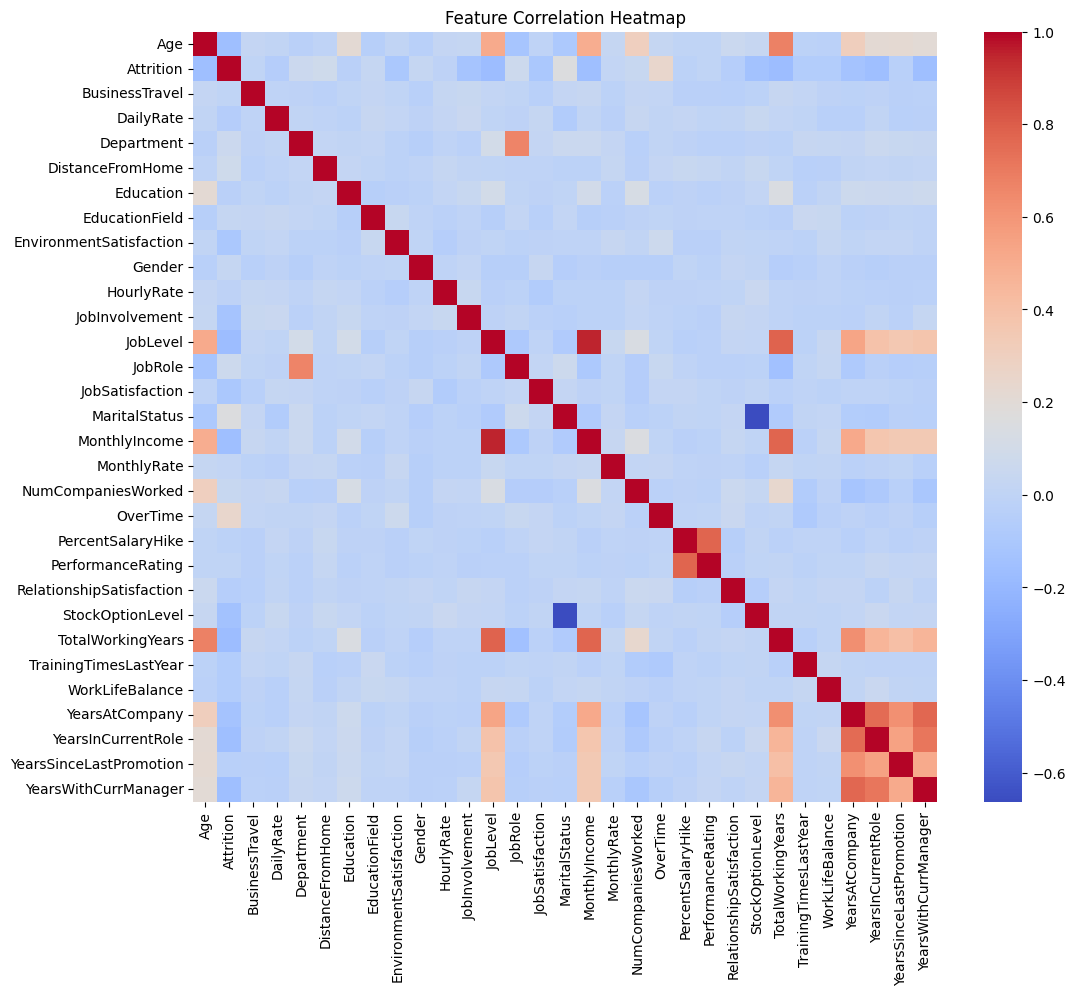 Feature Correlation Heatmap
Age
Attrition
BusinessTravel
DailyRate
Department
DistanceFromHome
Education
EducationField
EnvironmentSatisfaction
Gender
HourlyRate
JobInvolvement
JobLevel
JobRole
JobSatisfaction
MaritalStatus
MonthlyIncome
MonthlyRate
NumCompaniesWorked
OverTime
PercentSalaryHike
PerformanceRating
RelationshipSatisfaction
StockOptionLevel
TotalWorkingYears
TrainingTimesLastYear
WorkLifeBalance
YearsAtCompany
YearsInCurrentRole
YearsSinceLastPromotion
YearsWithCurrManager
Age
Attrition
BusinessTravel
DailyRate
Department
DistanceFromHome
Education
EducationField
EnvironmentSatisfaction
Gender
HourlyRate
JobInvolvement
JobLevel
JobRole
JobSatisfaction
MaritalStatus
MonthlyIncome
MonthlyRate
NumCompaniesWorked
OverTime
PercentSalaryHike
PerformanceRating
RelationshipSatisfaction
StockOptionLevel
TotalWorkingYears
TrainingTimesLastYear
WorkLifeBalance
YearsAtCompany
YearsInCurrentRole
YearsSinceLastPromotion
YearsWithCurrManager
1.0
0.8
0.6
0.4
0.2
0.0
−0.2
−0.4
−0.6